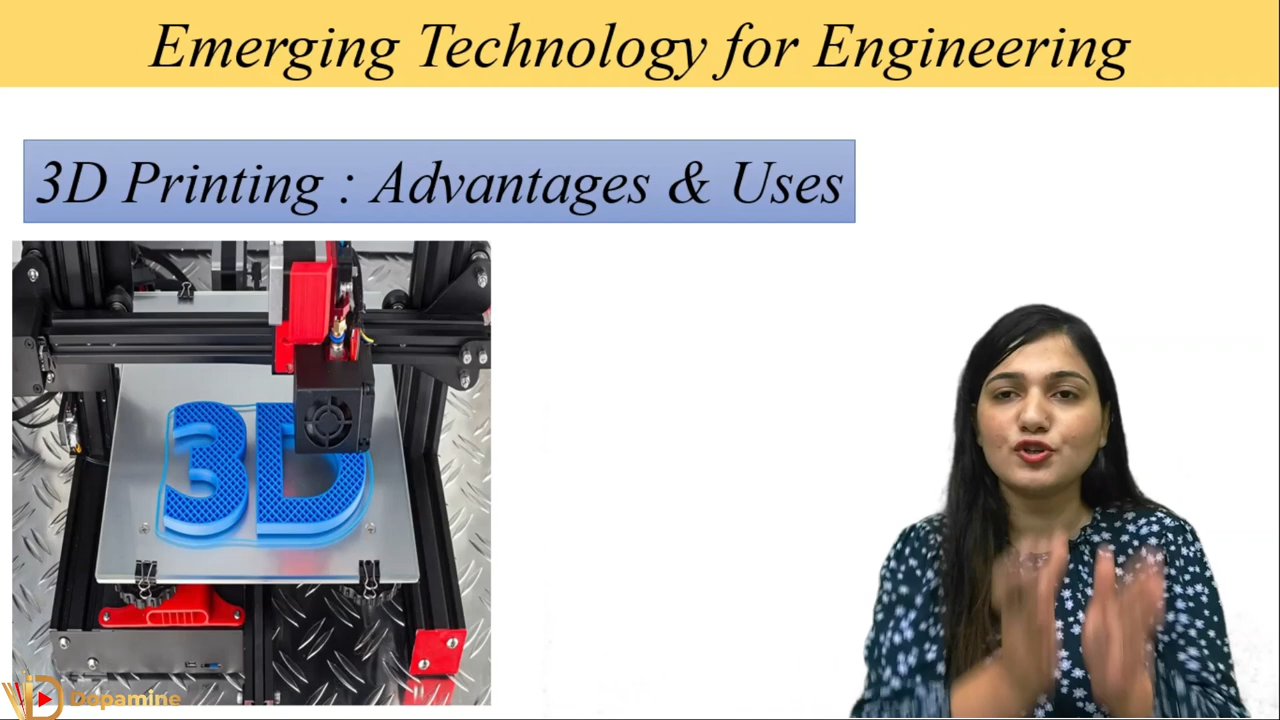 Emerging Technology for Engineering
3D Printing : Advantages & Uses
3D
Dopamine